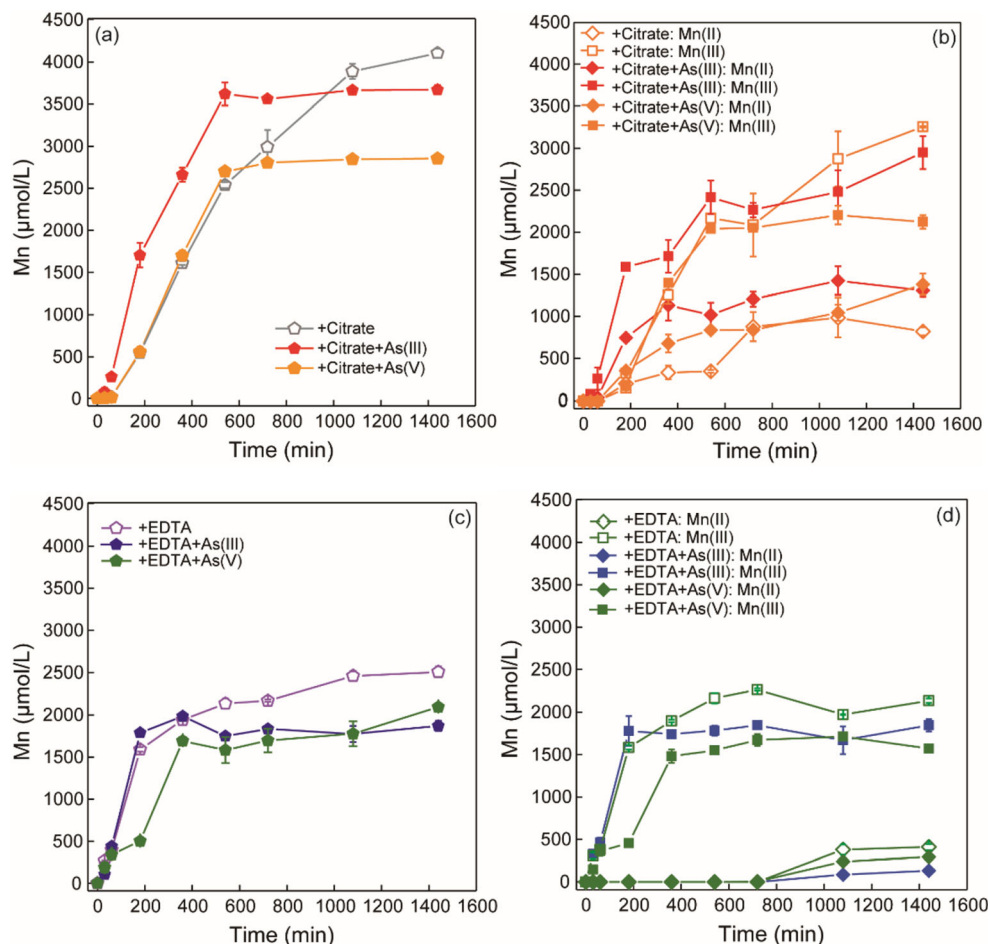 4500
4000
3500
3000
2500
2000
1500
1000
500
0
Mn (μmol/L)
(a)
+Citrate
+Citrate+As(III)
+Citrate+As(V)
0 200 400 600 800 1000 1200 1400 1600
Time (min)
4500
4000
3500
3000
2500
2000
1500
1000
500
0
Mn (μmol/L)
(b)
+Citrate: Mn(II)
+Citrate: Mn(III)
+Citrate+As(III): Mn(II)
+Citrate+As(III): Mn(III)
+Citrate+As(V): Mn(II)
+Citrate+As(V): Mn(III)
0 200 400 600 800 1000 1200 1400 1600
Time (min)
4500
4000
3500
3000
2500
2000
1500
1000
500
0
Mn (μmol/L)
(c)
+EDTA
+EDTA+As(III)
+EDTA+As(V)
0 200 400 600 800 1000 1200 1400 1600
Time (min)
4500
4000
3500
3000
2500
2000
1500
1000
500
0
Mn (μmol/L)
(d)
+EDTA: Mn(II)
+EDTA: Mn(III)
+EDTA+As(III): Mn(II)
+EDTA+As(III): Mn(III)
+EDTA+As(V): Mn(II)
+EDTA+As(V): Mn(III)
0 200 400 600 800 1000 1200 1400 1600
Time (min)